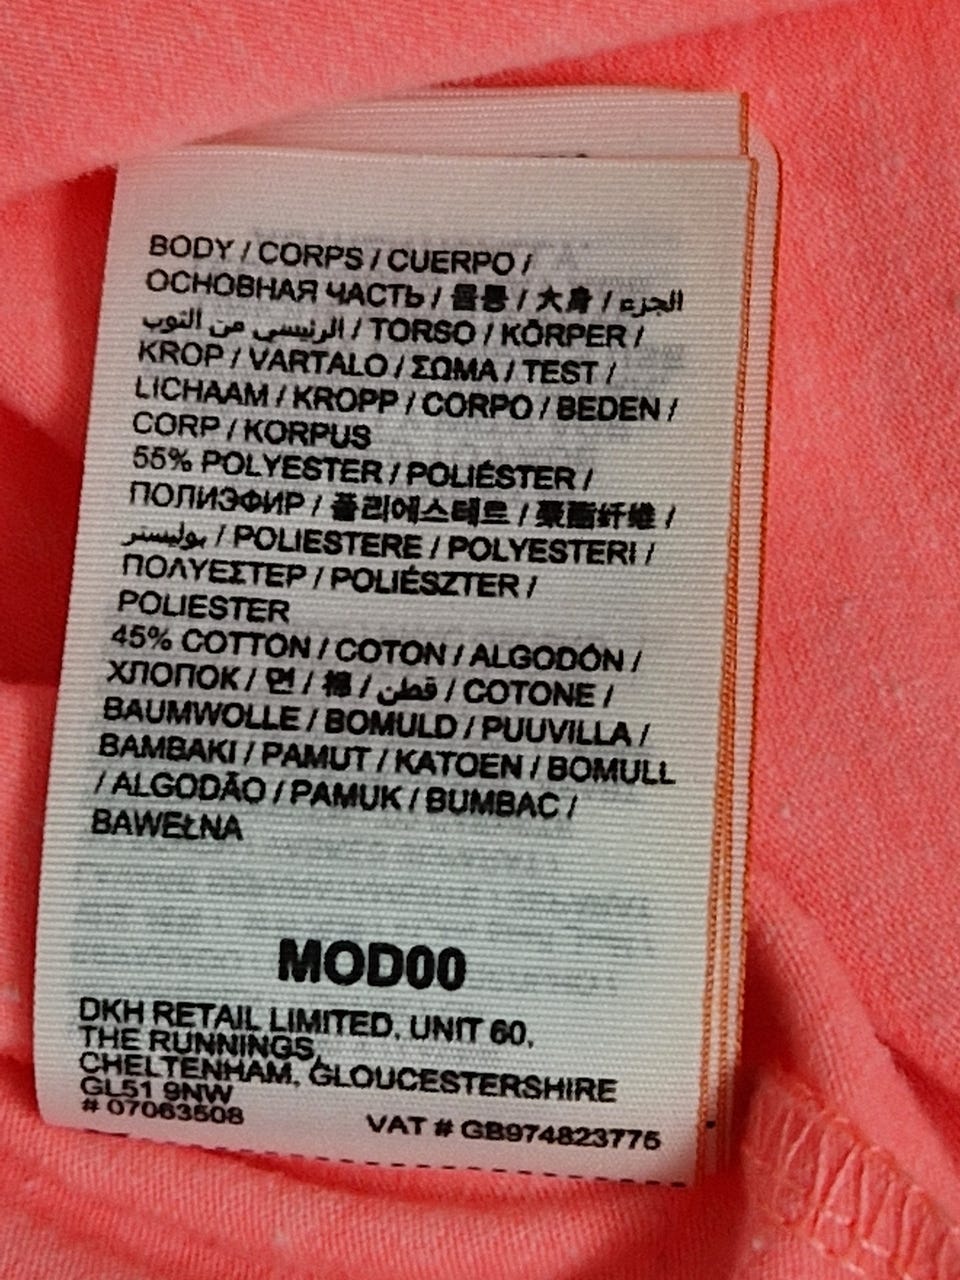 BODY / CORPS / CUERPO /
ОСНОВНАЯ ЧАСТЬ / 몸통 / 大身 / الجزء
الرئيسي من الثوب / TORSO / KÖRPER /
KROP / VARTALO / ΣΩΜΑ / TEST /
LICHAAM / KROPP / CORPO / BEDEN /
CORP / KORPUS
55% POLYESTER / POLIÉSTER /
ПОЛИЭФИР / 폴리에스테르 / 聚酯纤维 /
بوليستر / POLIESTERE / POLYESTERI /
ΠΟΛΥΕΣΤΕΡ / POLIÉSZTER /
POLIESTER
45% COTTON / COTON / ALGODÓN /
ХЛОПОК / 면 / 棉 / قطن / COTONE /
BAUMWOLLE / BOMULD / PUUVILLA /
BAMBAKI / PAMUT / KATOEN / BOMULL
/ ALGODÃO / PAMUK / BUMBAC /
BAWEŁNA
MOD00
DKH RETAIL LIMITED, UNIT 60,
THE RUNNINGS,
CHELTENHAM, GLOUCESTERSHIRE
GL51 9NW
# 07063508
VAT # GB974823775